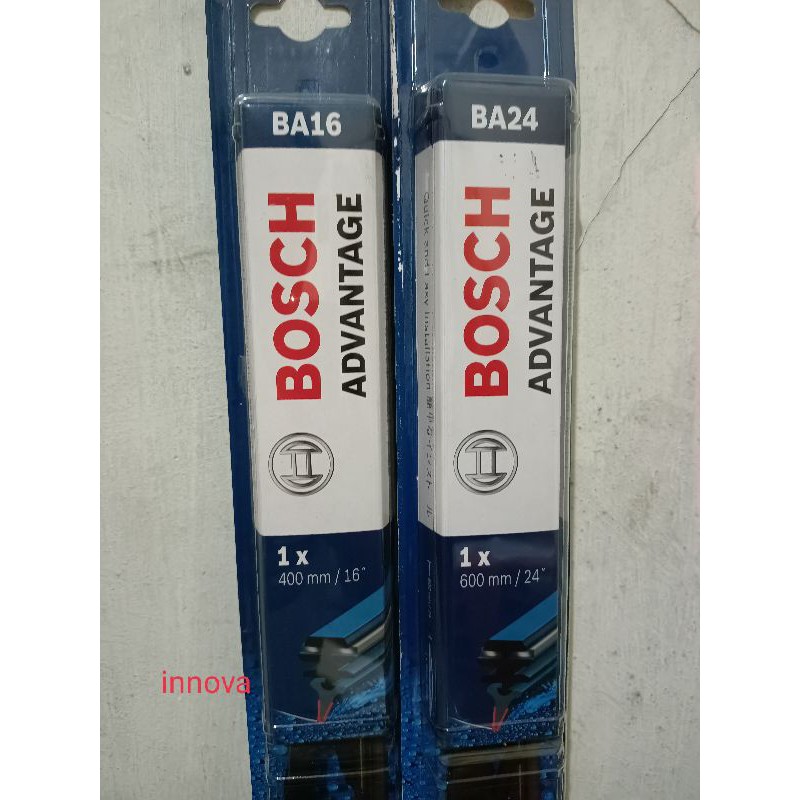 BA16
BOSCH
ADVANTAGE
1 x
400 mm / 16"
BA24
BOSCH
ADVANTAGE
1 x
600 mm / 24"
innova